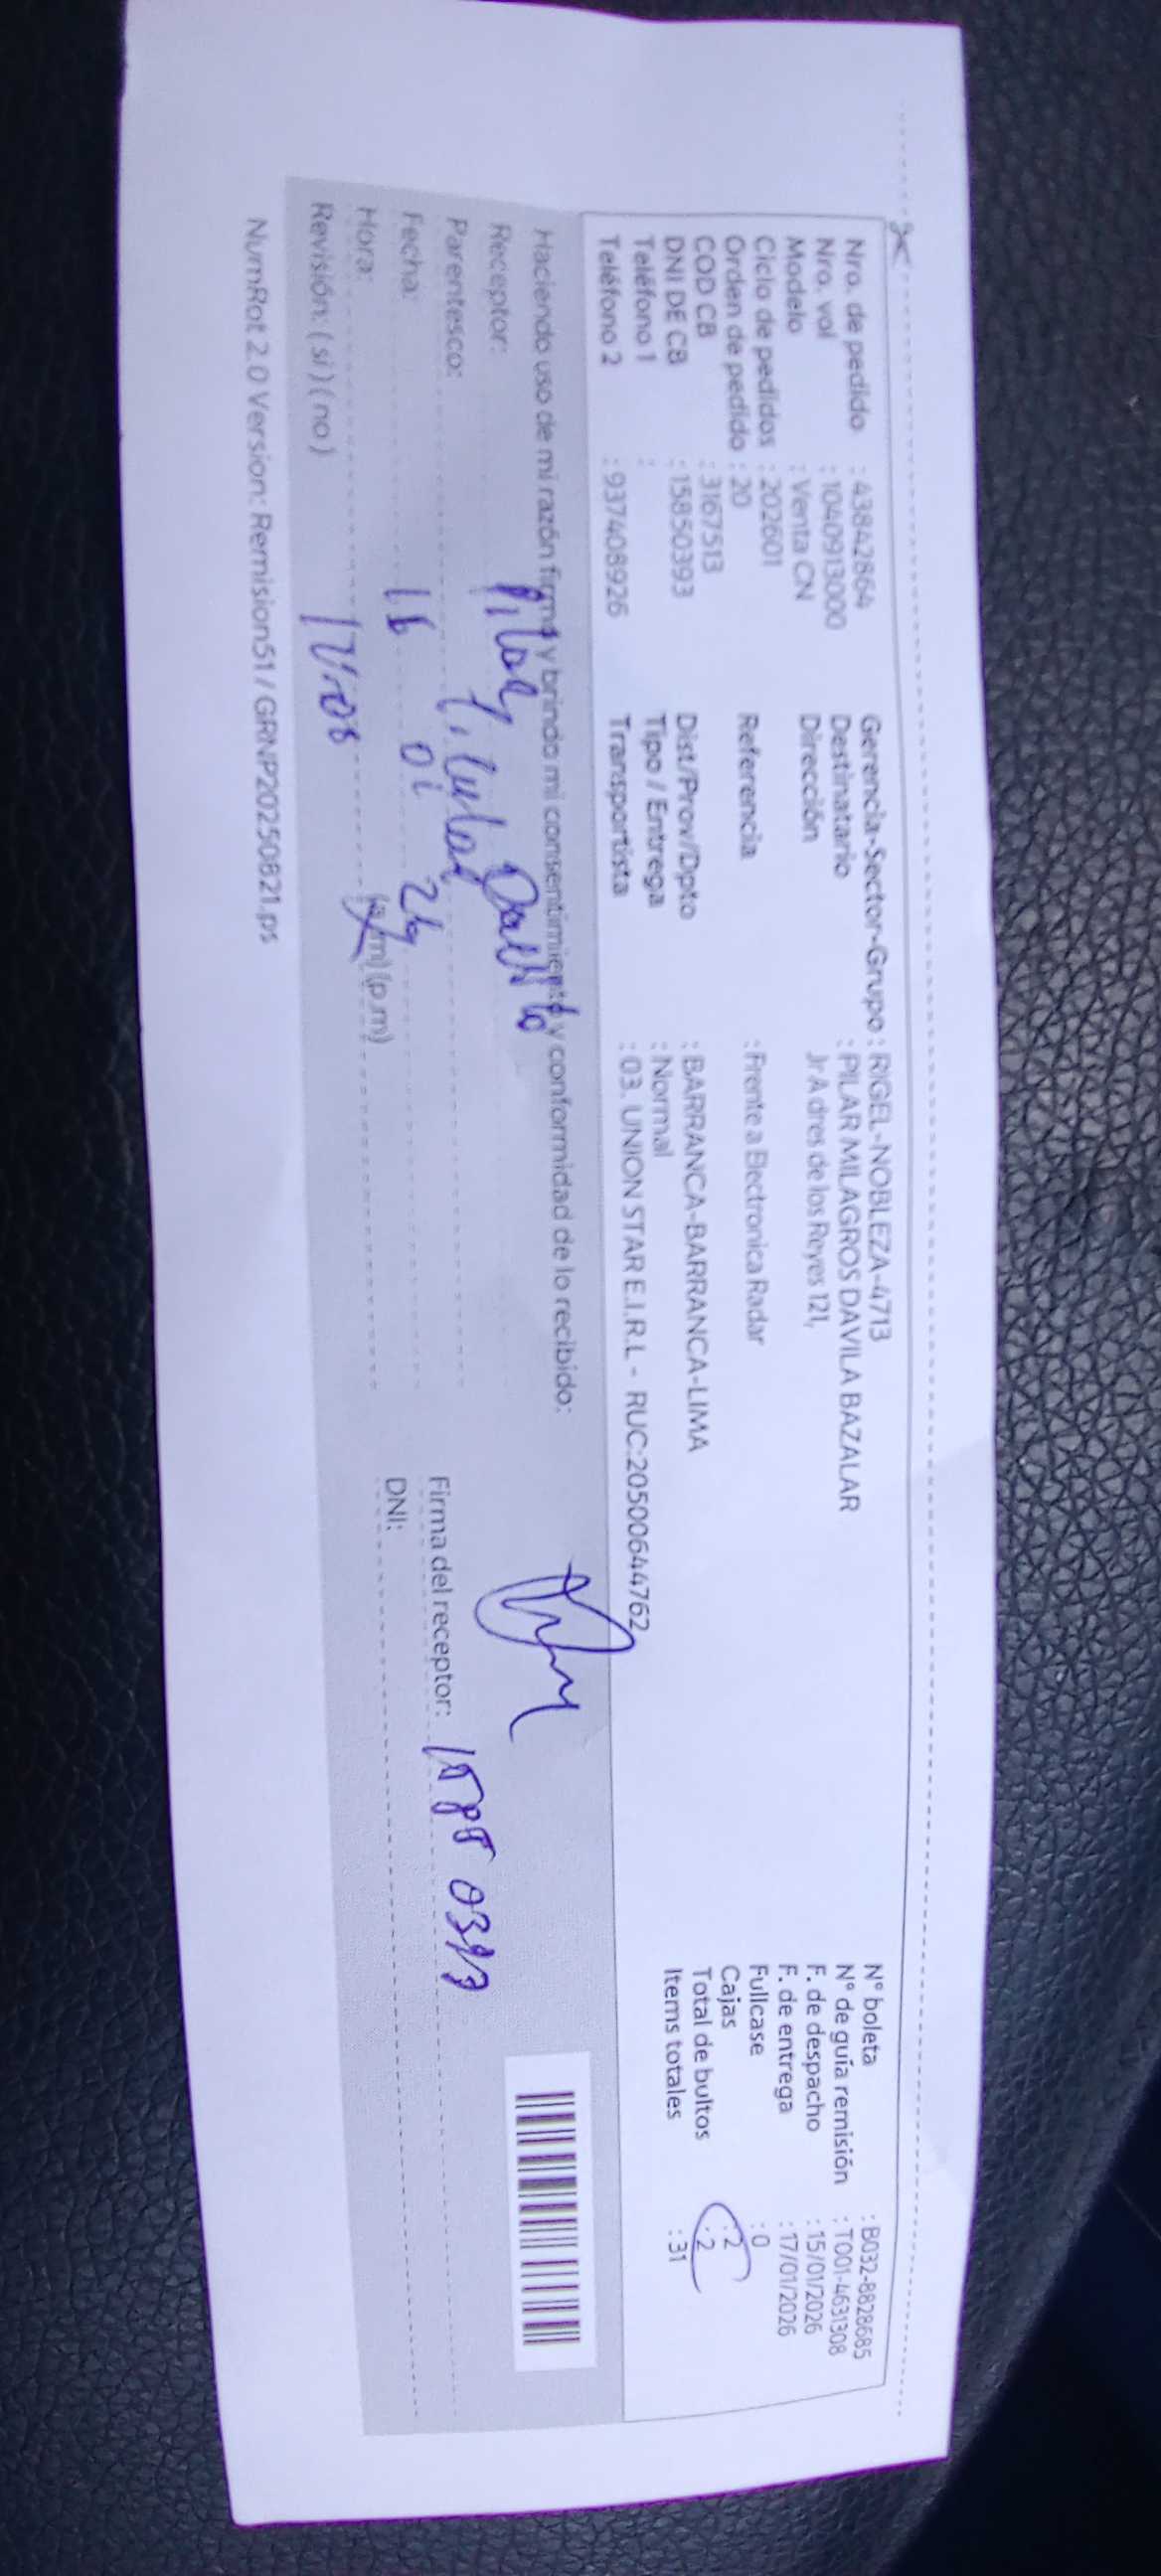 Nro. de pedido : 43842864
Nro. vol : 1040913000
Modelo : Venta CN
Ciclo de pedidos : 202601
Orden de pedido : 20
COD CB : 3167513
DNI DE CB : 15850393
Teléfono 1 :
Teléfono 2 : 937408926
Gerencia-Sector-Grupo : RIGEL-NOBLEZA-4713
Destinatario : PILAR MILAGROS DAVILA BAZALAR
Dirección Jr A dres de los Reyes 121,
Referencia : Frente a Electronica Radar
Dist/Prov/Dpto : BARRANCA-BARRANCA-LIMA
Tipo / Entrega : Normal
Transportista : 03. UNION STAR E.I.R.L - RUC:20500644762
N° boleta : B032-8828685
N° de guía remisión : T001-4631308
F. de despacho : 15/01/2026
F. de entrega : 17/01/2026
Fullcase : 0
Cajas : 2
Total de bultos : 2
Items totales : 31
Haciendo uso de mi razón firmo y brindo mi consentimiento y conformidad de lo recibido:
Receptor: Pilar
Parentesco: Titular
Fecha: 16 01
Hora: (a.m) (p.m)
Revisión: ( si ) ( no )
Firma del receptor: 15850393
DNI:
NumRot 2.0 Version: Remision51 / GRNP20250821.ps